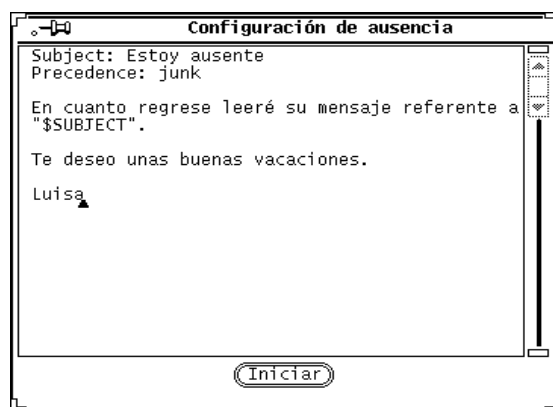 Configuración de ausencia
Subject: Estoy ausente
Precedence: junk
En cuanto regrese leeré su mensaje referente a
"$SUBJECT".
Te deseo unas buenas vacaciones.
Luisa
Iniciar